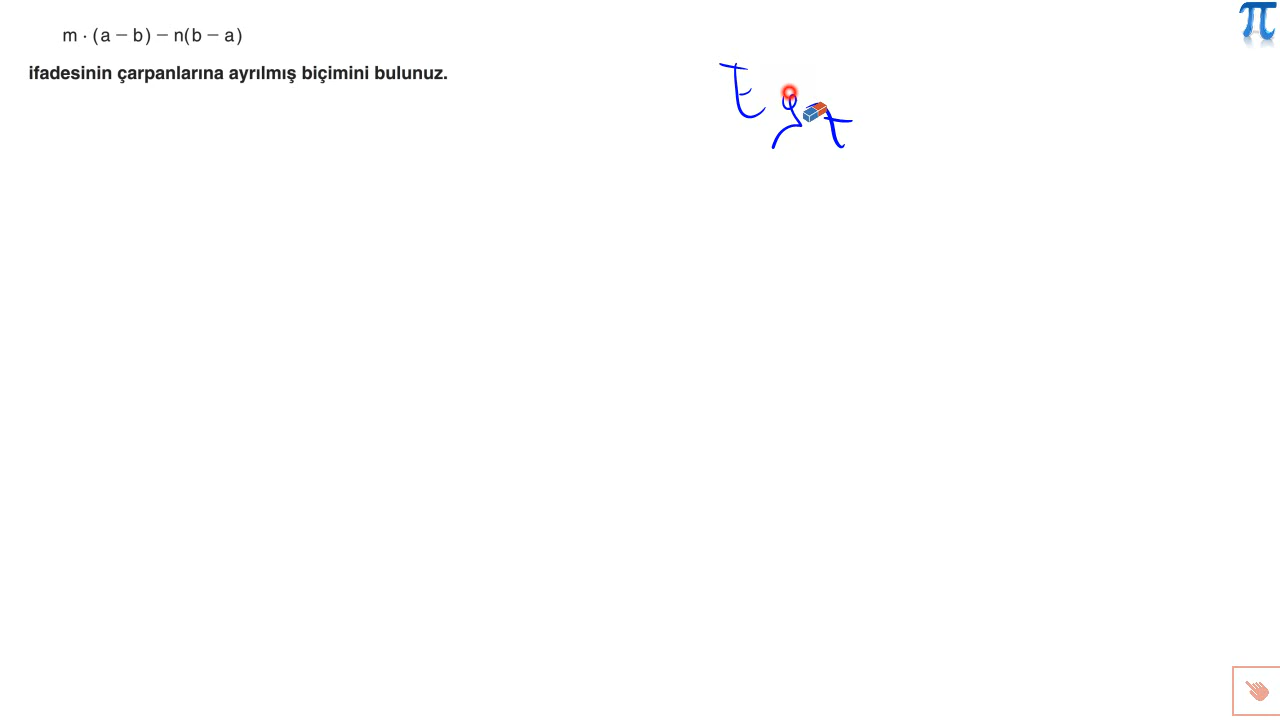 m · (a − b) − n(b − a)
ifadesinin çarpanlarına ayrılmış biçimini bulunuz.